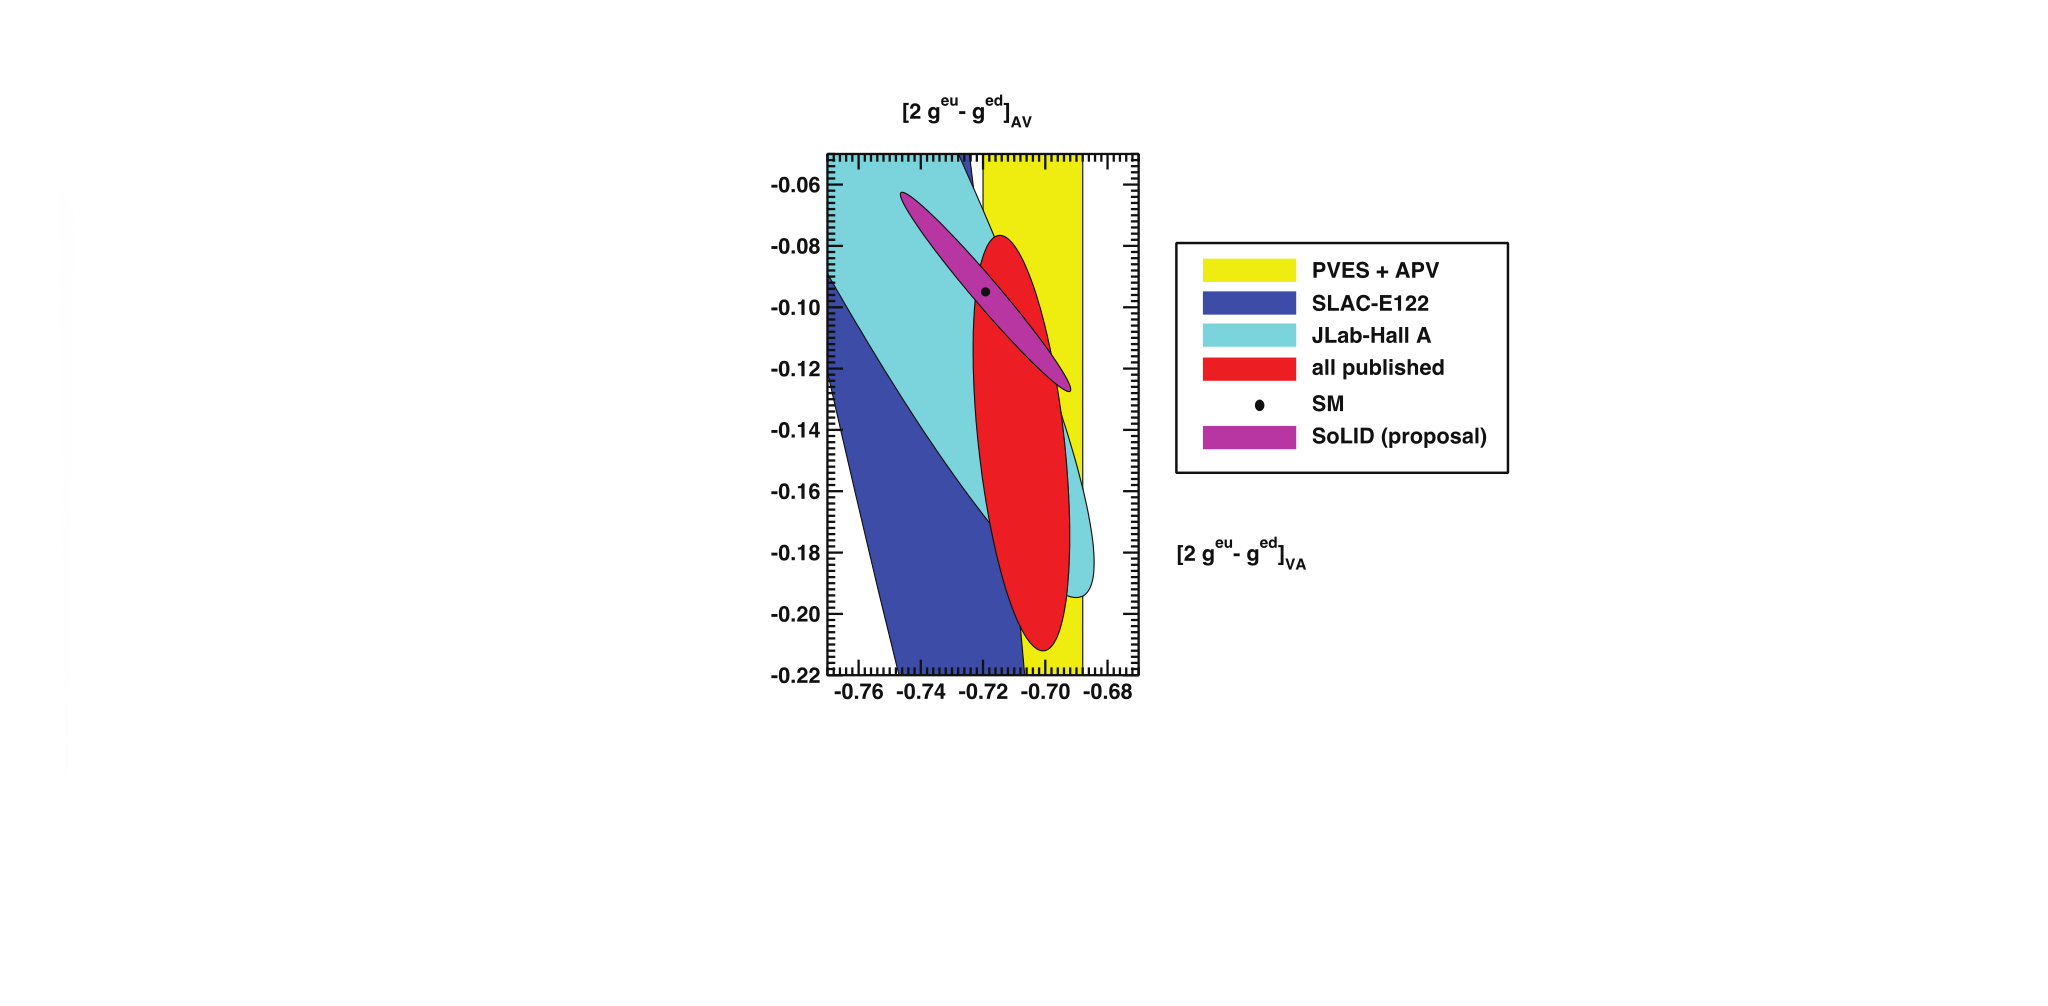 [2 g^eu - g^ed]_AV
-0.06
-0.08
-0.10
-0.12
-0.14
-0.16
-0.18
-0.20
-0.22
-0.76 -0.74 -0.72 -0.70 -0.68
PVES + APV
SLAC-E122
JLab-Hall A
all published
SM
SoLID (proposal)
[2 g^eu - g^ed]_VA